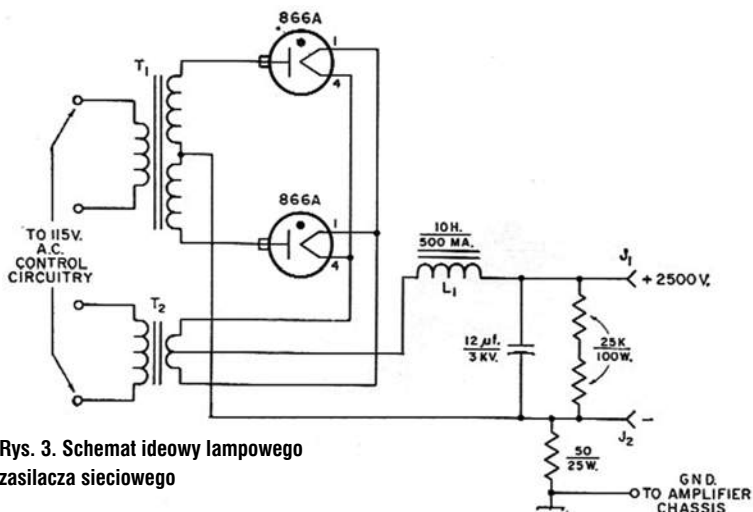 866A
1
4
T1
866A
1
4
TO 115V.
A.C.
CONTROL
CIRCUITRY
T2
10H.
500 MA.
L1
J1
+ 2500V.
12 µf.
3 KV.
25K
100W.
J2
−
50
25W.
GND.
TO AMPLIFIER
CHASSIS
Rys. 3. Schemat ideowy lampowego
zasilacza sieciowego